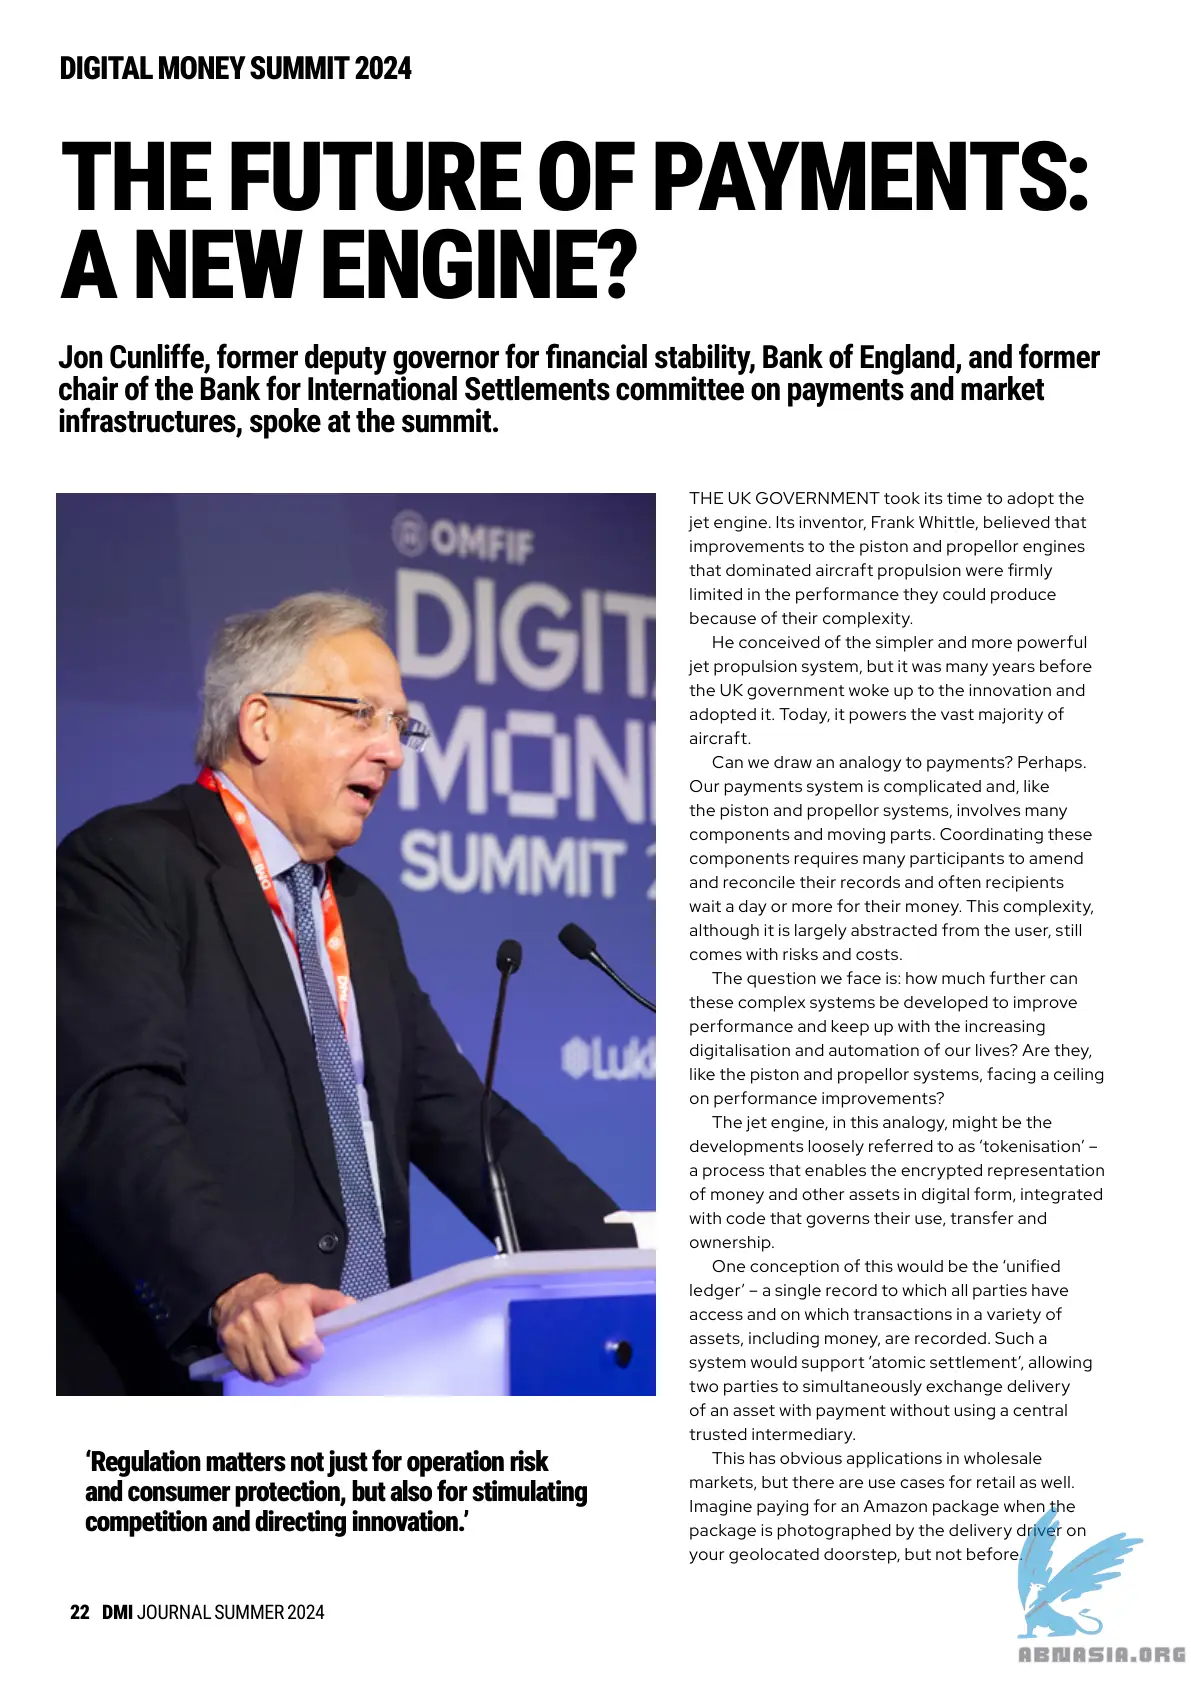 DIGITAL MONEY SUMMIT 2024
THE FUTURE OF PAYMENTS:
A NEW ENGINE?
Jon Cunliffe, former deputy governor for financial stability, Bank of England, and former
chair of the Bank for International Settlements committee on payments and market
infrastructures, spoke at the summit.
OMFIF
DIGIT
MON
SUMMIT 2
Lukk
‘Regulation matters not just for operation risk
and consumer protection, but also for stimulating
competition and directing innovation.’
THE UK GOVERNMENT took its time to adopt the
jet engine. Its inventor, Frank Whittle, believed that
improvements to the piston and propellor engines
that dominated aircraft propulsion were firmly
limited in the performance they could produce
because of their complexity.
He conceived of the simpler and more powerful
jet propulsion system, but it was many years before
the UK government woke up to the innovation and
adopted it. Today, it powers the vast majority of
aircraft.
Can we draw an analogy to payments? Perhaps.
Our payments system is complicated and, like
the piston and propellor systems, involves many
components and moving parts. Coordinating these
components requires many participants to amend
and reconcile their records and often recipients
wait a day or more for their money. This complexity,
although it is largely abstracted from the user, still
comes with risks and costs.
The question we face is: how much further can
these complex systems be developed to improve
performance and keep up with the increasing
digitalisation and automation of our lives? Are they,
like the piston and propellor systems, facing a ceiling
on performance improvements?
The jet engine, in this analogy, might be the
developments loosely referred to as ‘tokenisation’ –
a process that enables the encrypted representation
of money and other assets in digital form, integrated
with code that governs their use, transfer and
ownership.
One conception of this would be the ‘unified
ledger’ – a single record to which all parties have
access and on which transactions in a variety of
assets, including money, are recorded. Such a
system would support ‘atomic settlement’, allowing
two parties to simultaneously exchange delivery
of an asset with payment without using a central
trusted intermediary.
This has obvious applications in wholesale
markets, but there are use cases for retail as well.
Imagine paying for an Amazon package when the
package is photographed by the delivery driver on
your geolocated doorstep, but not before.
22 DMI JOURNAL SUMMER 2024
ABNASIA.ORG